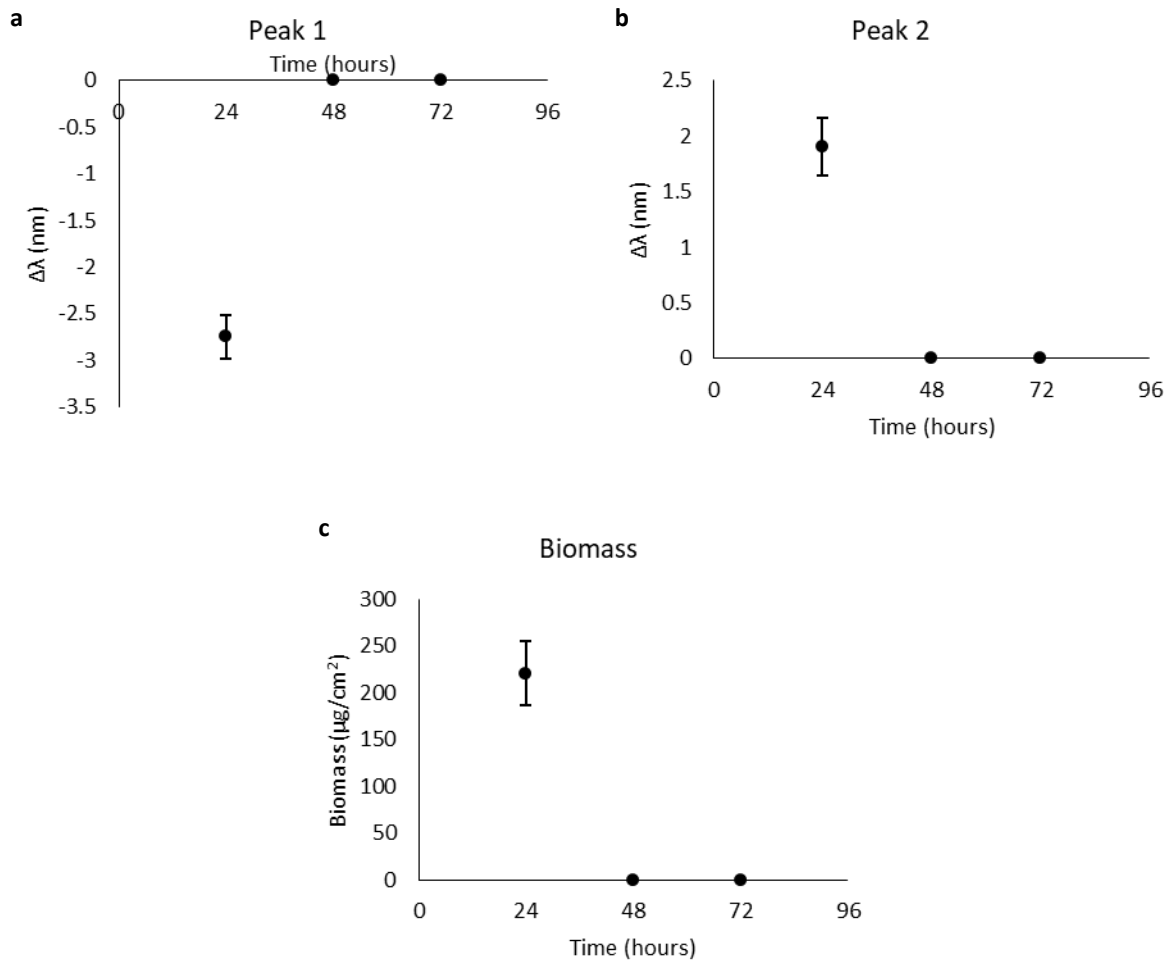 a
Peak 1
Time (hours)
0
0 24 48 72 96
-0.5
-1
-1.5
-2
-2.5
-3
-3.5
Δλ (nm)
b
Peak 2
2.5
2
1.5
1
0.5
0
0 24 48 72 96
Δλ (nm)
Time (hours)
c
Biomass
300
250
200
150
100
50
0
0 24 48 72 96
Biomass (µg/cm²)
Time (hours)